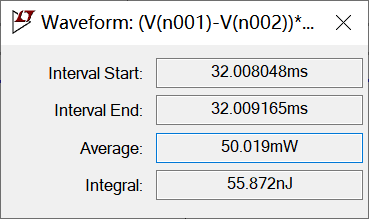 Waveform: (V(n001)-V(n002))*...
Interval Start: 32.008048ms
Interval End: 32.009165ms
Average: 50.019mW
Integral: 55.872nJ